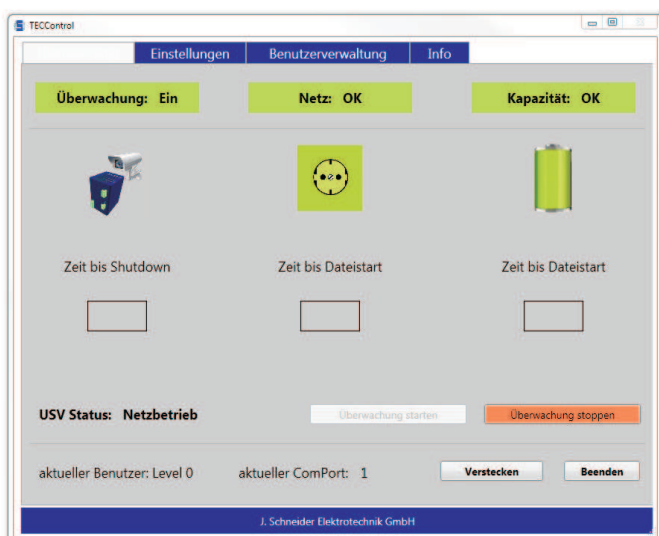 TECControl
Einstellungen Benutzerverwaltung Info
Überwachung: Ein Netz: OK Kapazität: OK
Zeit bis Shutdown Zeit bis Dateistart Zeit bis Dateistart
USV Status: Netzbetrieb Überwachung starten Überwachung stoppen
aktueller Benutzer: Level 0 aktueller ComPort: 1 Verstecken Beenden
J. Schneider Elektrotechnik GmbH